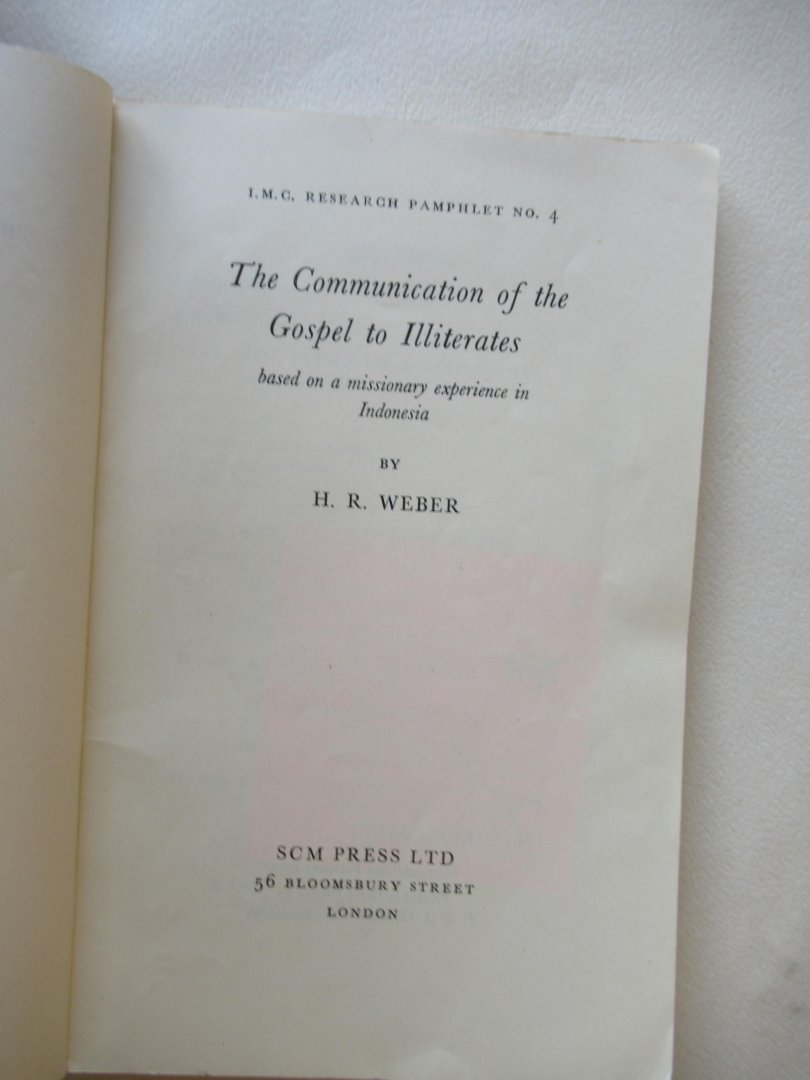 I.M.C. RESEARCH PAMPHLET NO. 4
The Communication of the
Gospel to Illiterates
based on a missionary experience in
Indonesia
BY
H. R. WEBER
SCM PRESS LTD
56 BLOOMSBURY STREET
LONDON